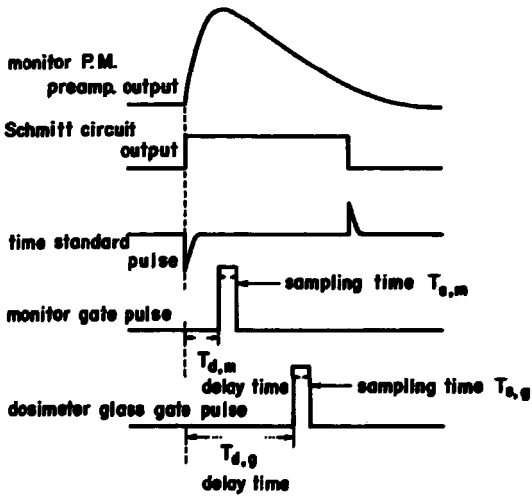 monitor P.M.
preamp. output
Schmitt circuit
output
time standard
pulse
sampling time Ts,m
monitor gate pulse
Td,m
delay time
sampling time Ts,g
dosimeter glass gate pulse
Td,g
delay time